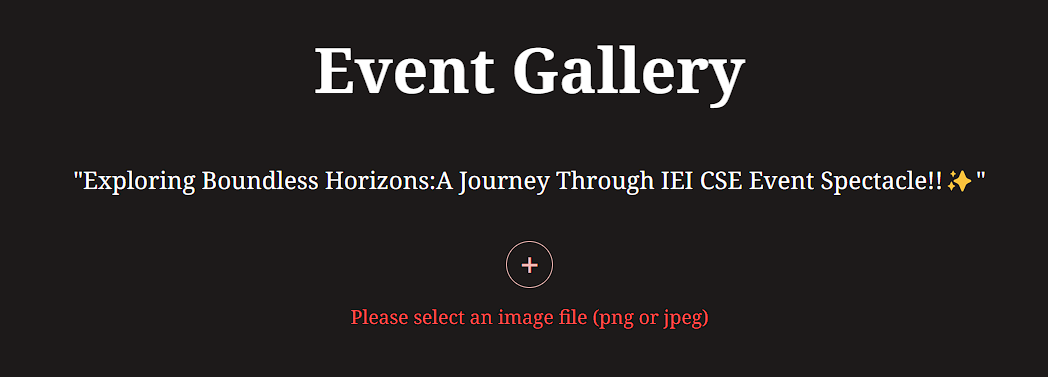 Event Gallery
"Exploring Boundless Horizons:A Journey Through IEI CSE Event Spectacle!!✨"
+
Please select an image file (png or jpeg)